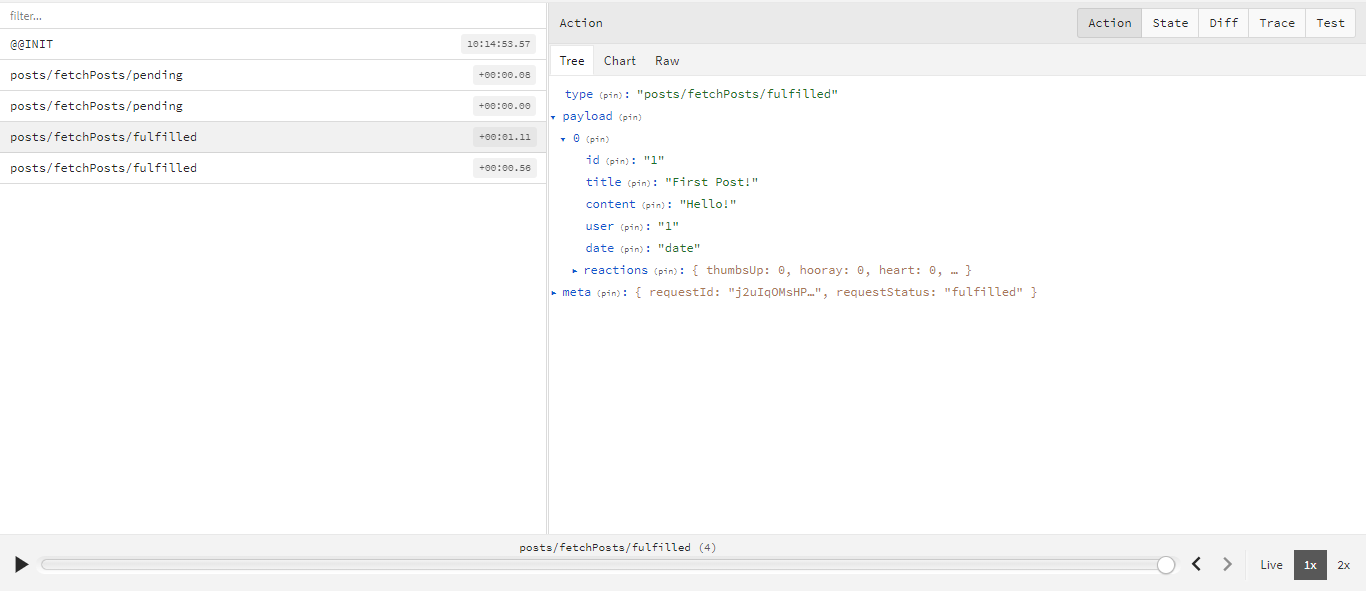 filter...
@@INIT 10:14:53.57
posts/fetchPosts/pending +00:00.08
posts/fetchPosts/pending +00:00.00
posts/fetchPosts/fulfilled +00:01.11
posts/fetchPosts/fulfilled +00:00.56
Action Action State Diff Trace Test
Tree Chart Raw
type (pin): "posts/fetchPosts/fulfilled"
payload (pin)
0 (pin)
id (pin): "1"
title (pin): "First Post!"
content (pin): "Hello!"
user (pin): "1"
date (pin): "date"
reactions (pin): { thumbsUp: 0, hooray: 0, heart: 0, … }
meta (pin): { requestId: "j2uIqOMsHP…", requestStatus: "fulfilled" }
posts/fetchPosts/fulfilled (4)
Live 1x 2x